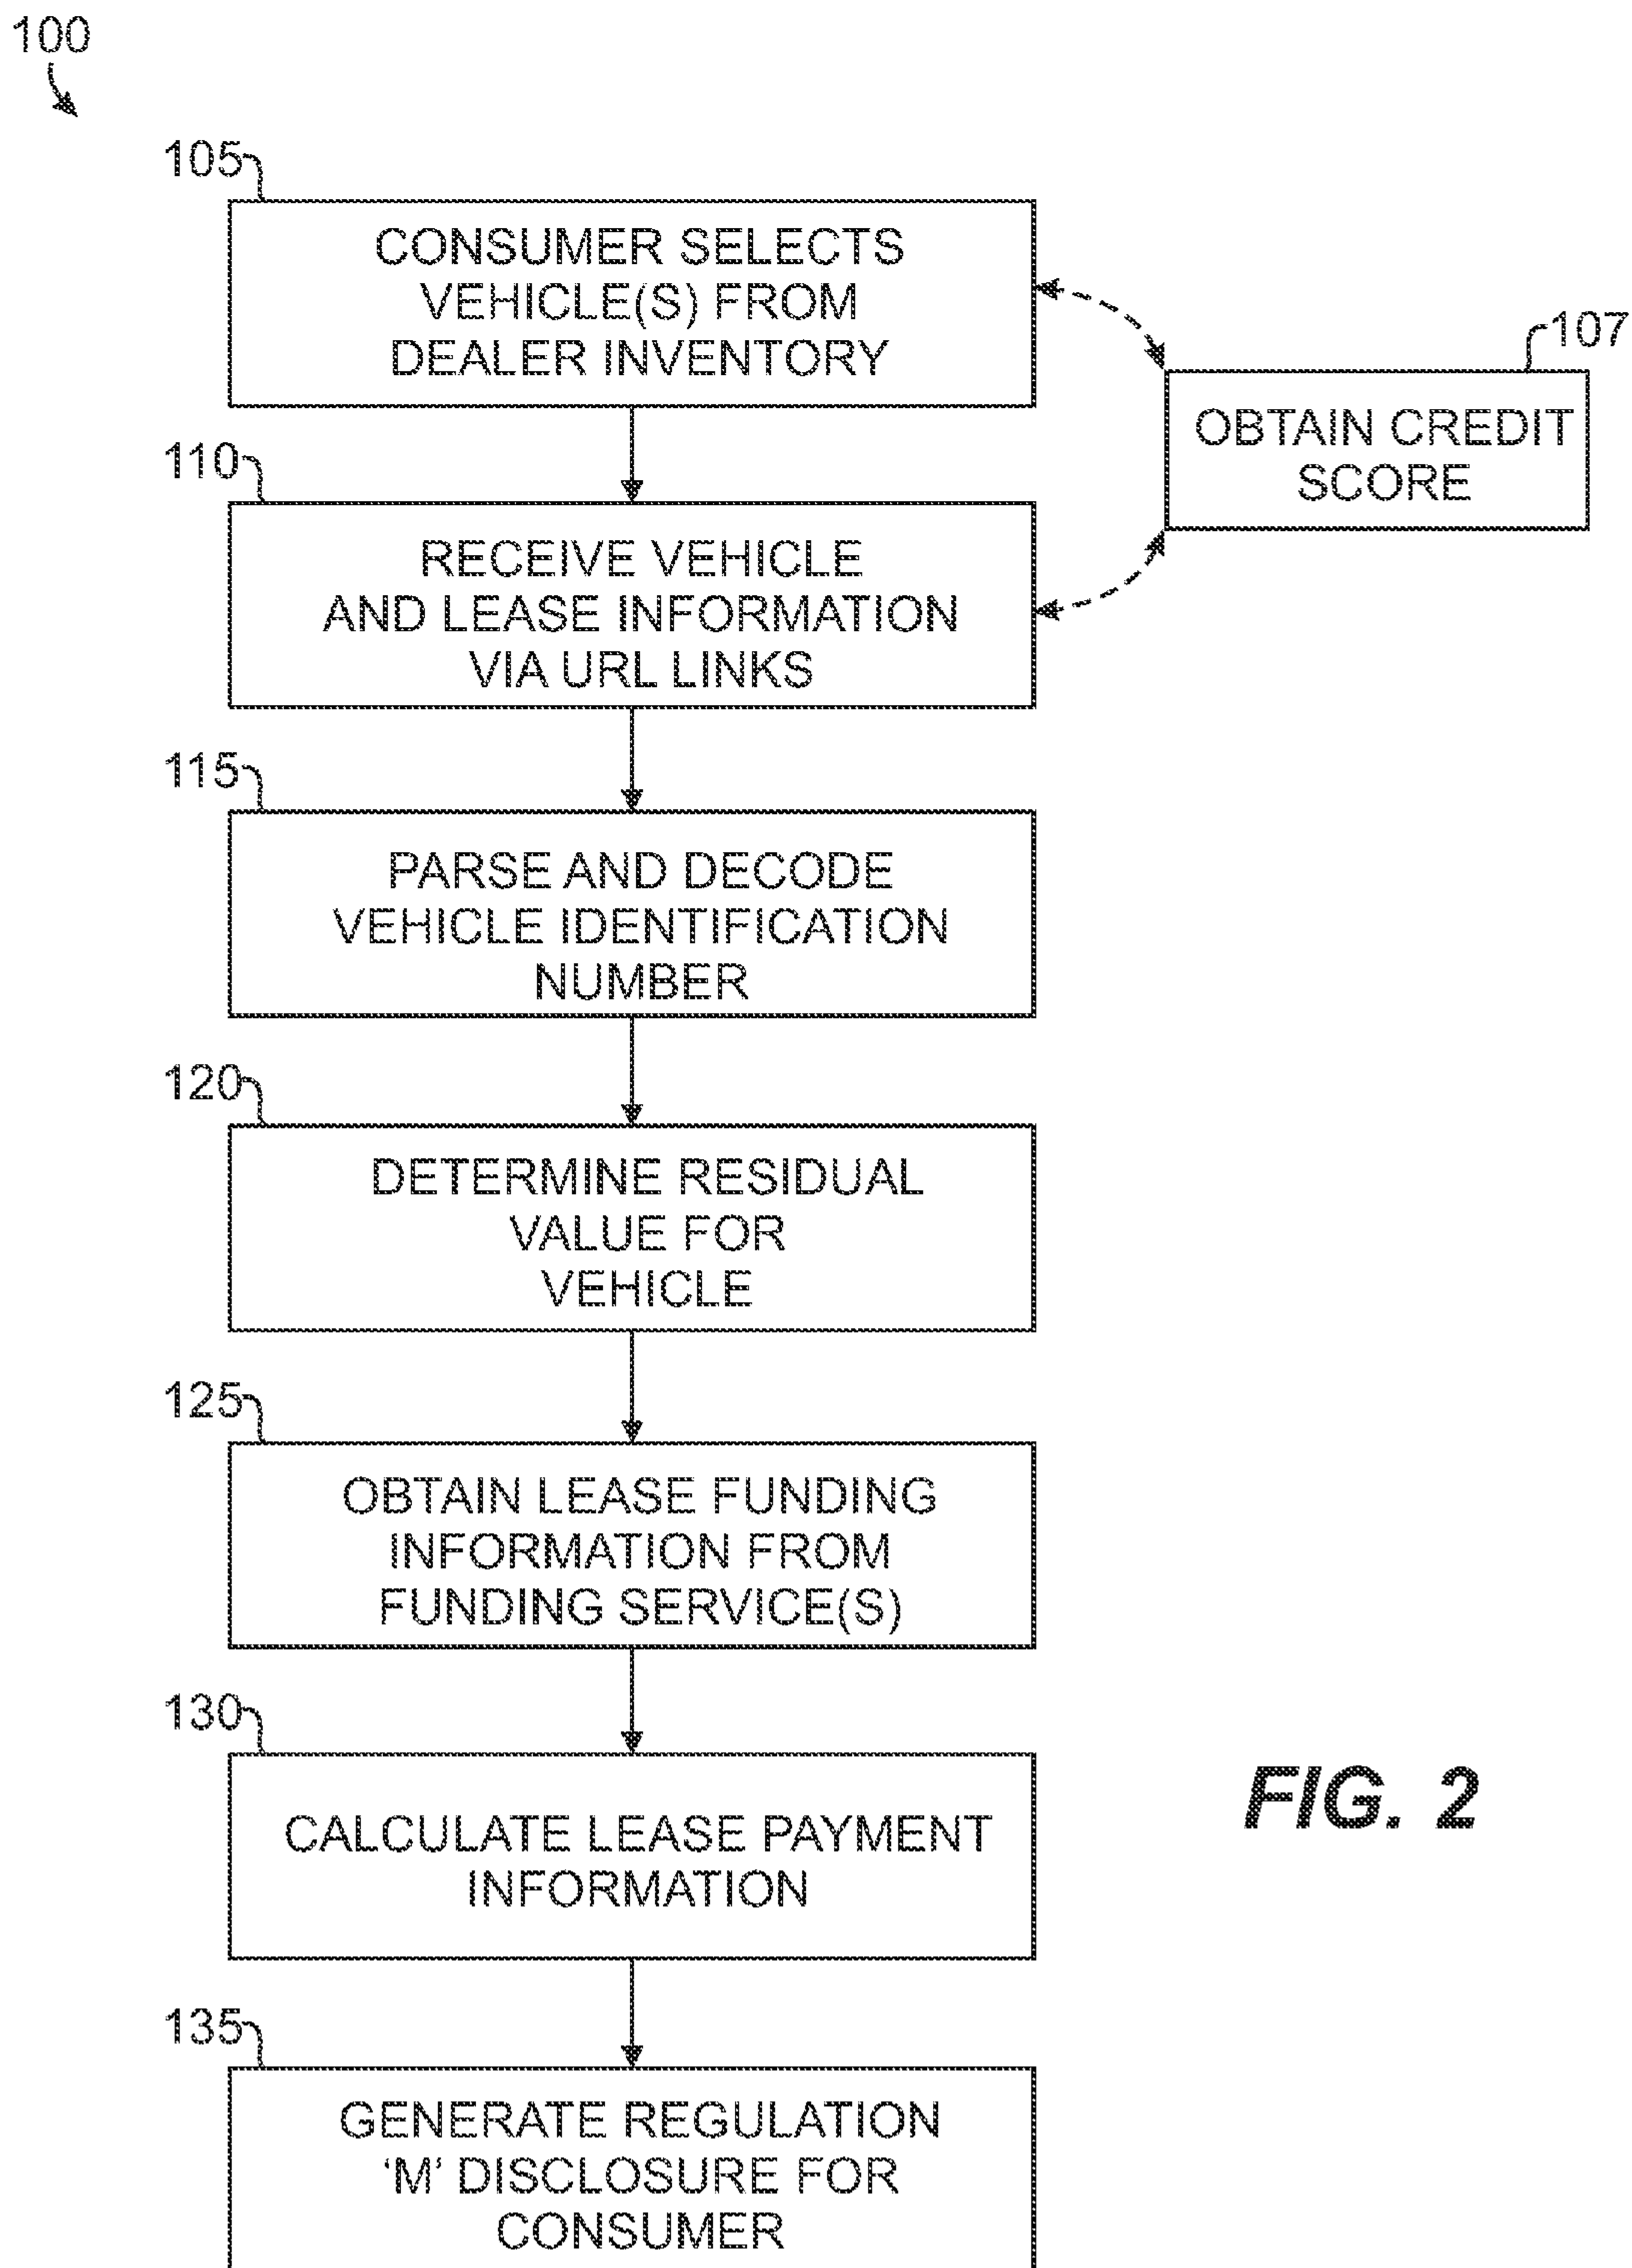 100
105
CONSUMER SELECTS
VEHICLE(S) FROM
DEALER INVENTORY
107
OBTAIN CREDIT
SCORE
110
RECEIVE VEHICLE
AND LEASE INFORMATION
VIA URL LINKS
115
PARSE AND DECODE
VEHICLE IDENTIFICATION
NUMBER
120
DETERMINE RESIDUAL
VALUE FOR
VEHICLE
125
OBTAIN LEASE FUNDING
INFORMATION FROM
FUNDING SERVICE(S)
130
CALCULATE LEASE PAYMENT
INFORMATION
FIG. 2
135
GENERATE REGULATION
‘M’ DISCLOSURE FOR
CONSUMER